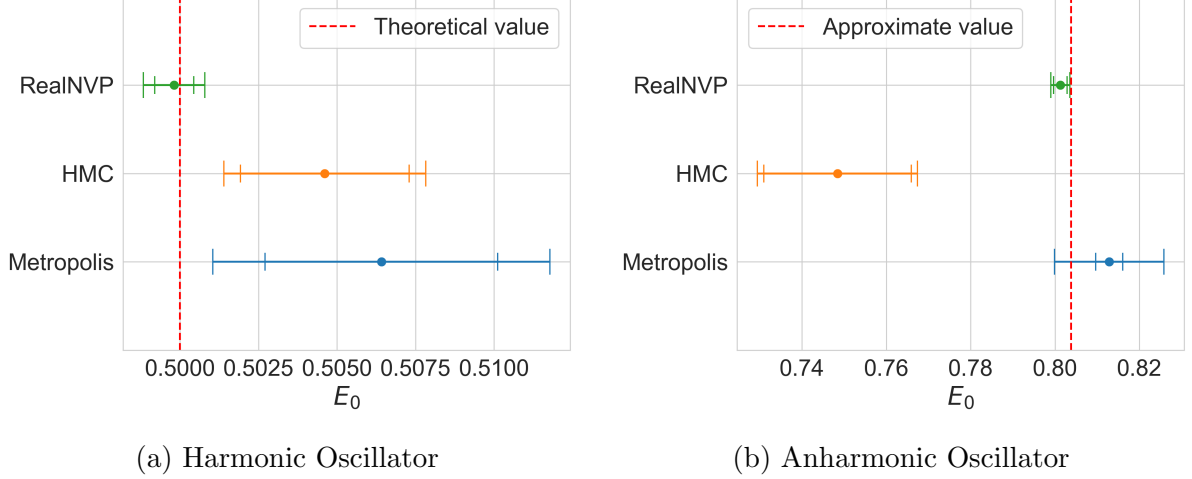 Theoretical value
RealNVP
HMC
Metropolis
0.5000 0.5025 0.5050 0.5075 0.5100
E0
(a) Harmonic Oscillator
Approximate value
RealNVP
HMC
Metropolis
0.74 0.76 0.78 0.80 0.82
E0
(b) Anharmonic Oscillator